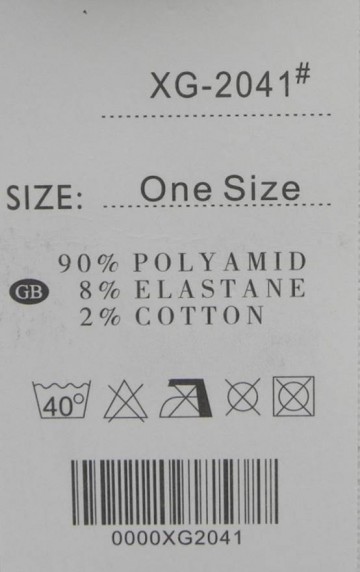 XG-2041#
SIZE: One Size
90% POLYAMID
GB 8% ELASTANE
2% COTTON
40°
0000XG2041